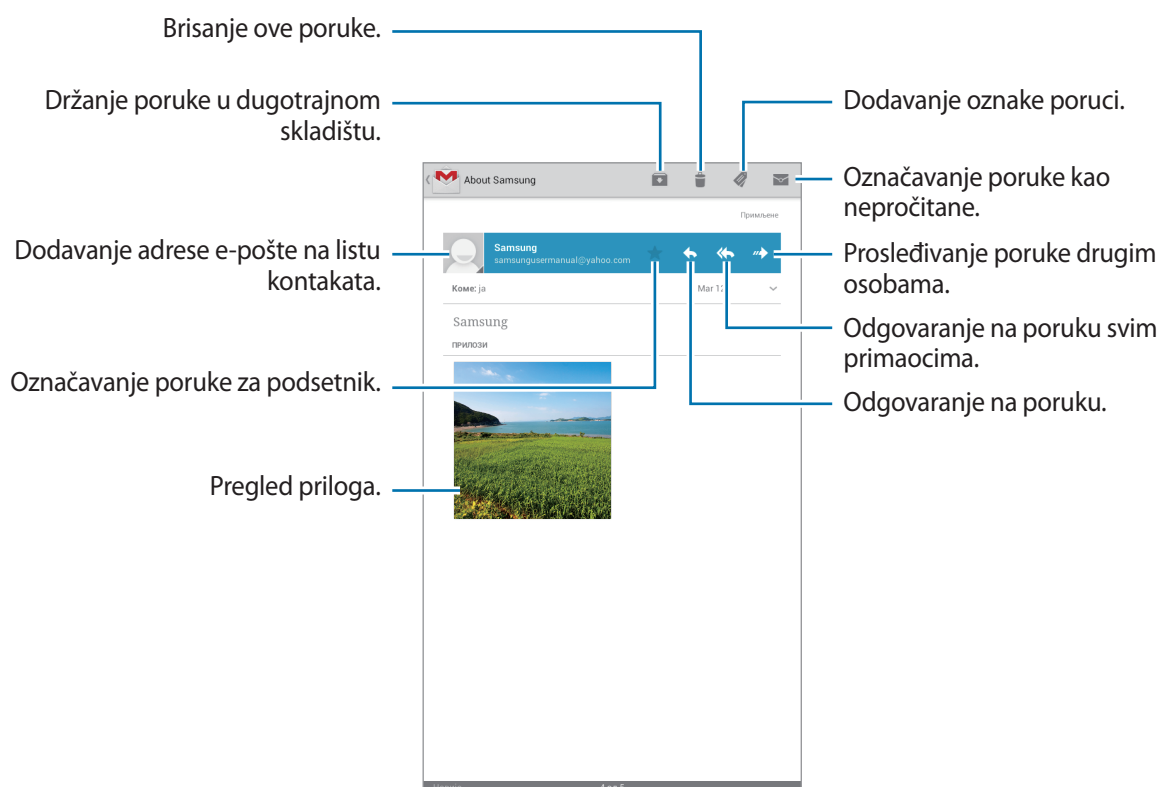 Brisanje ove poruke.
Držanje poruke u dugotrajnom
skladištu.
Dodavanje oznake poruci.
About Samsung
Označavanje poruke kao
nepročitane.
Примљене
Dodavanje adrese e-pošte na listu
kontakata.
Samsung
samsungusermanual@yahoo.com
Prosleđivanje poruke drugim
osobama.
Коме: ja
Mar 12
Samsung
Odgovaranje na poruku svim
primaocima.
ПРИЛОЗИ
Označavanje poruke za podsetnik.
Odgovaranje na poruku.
Pregled priloga.